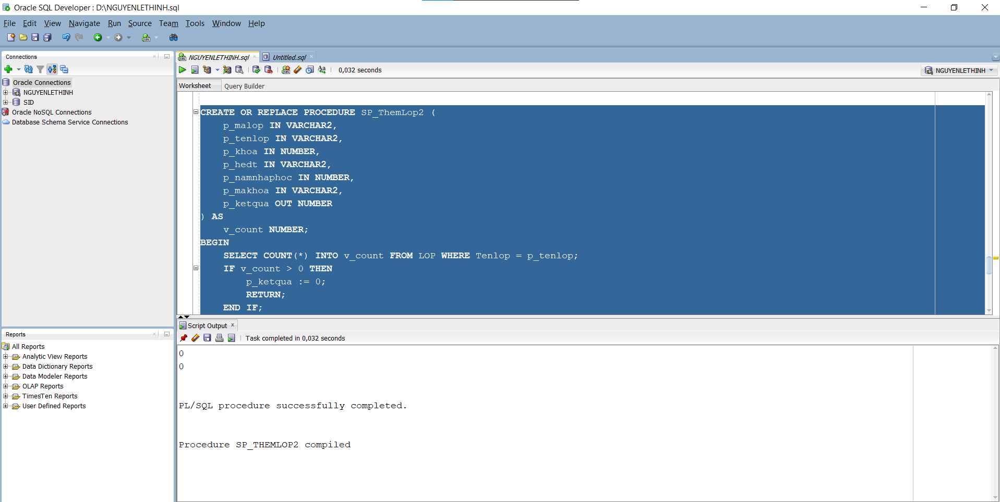 Oracle SQL Developer : D:\NGUYENLETHINH.sql
File Edit View Navigate Run Source Team Tools Window Help
Connections
Oracle Connections
NGUYENLETHINH
SID
Oracle NoSQL Connections
Database Schema Service Connections
Reports
All Reports
Analytic View Reports
Data Dictionary Reports
Data Modeler Reports
OLAP Reports
TimesTen Reports
User Defined Reports
NGUYENLETHINH.sql Untitled.sql
0,032 seconds NGUYENLETHINH
Worksheet Query Builder
CREATE OR REPLACE PROCEDURE SP_ThemLop2 (
p_malop IN VARCHAR2,
p_tenlop IN VARCHAR2,
p_khoa IN NUMBER,
p_hedt IN VARCHAR2,
p_namnhaphoc IN NUMBER,
p_makhoa IN VARCHAR2,
p_ketqua OUT NUMBER
) AS
v_count NUMBER;
BEGIN
SELECT COUNT(*) INTO v_count FROM LOP WHERE Tenlop = p_tenlop;
IF v_count > 0 THEN
p_ketqua := 0;
RETURN;
END IF;
Script Output
Task completed in 0,032 seconds
0
0
PL/SQL procedure successfully completed.
Procedure SP_THEMLOP2 compiled